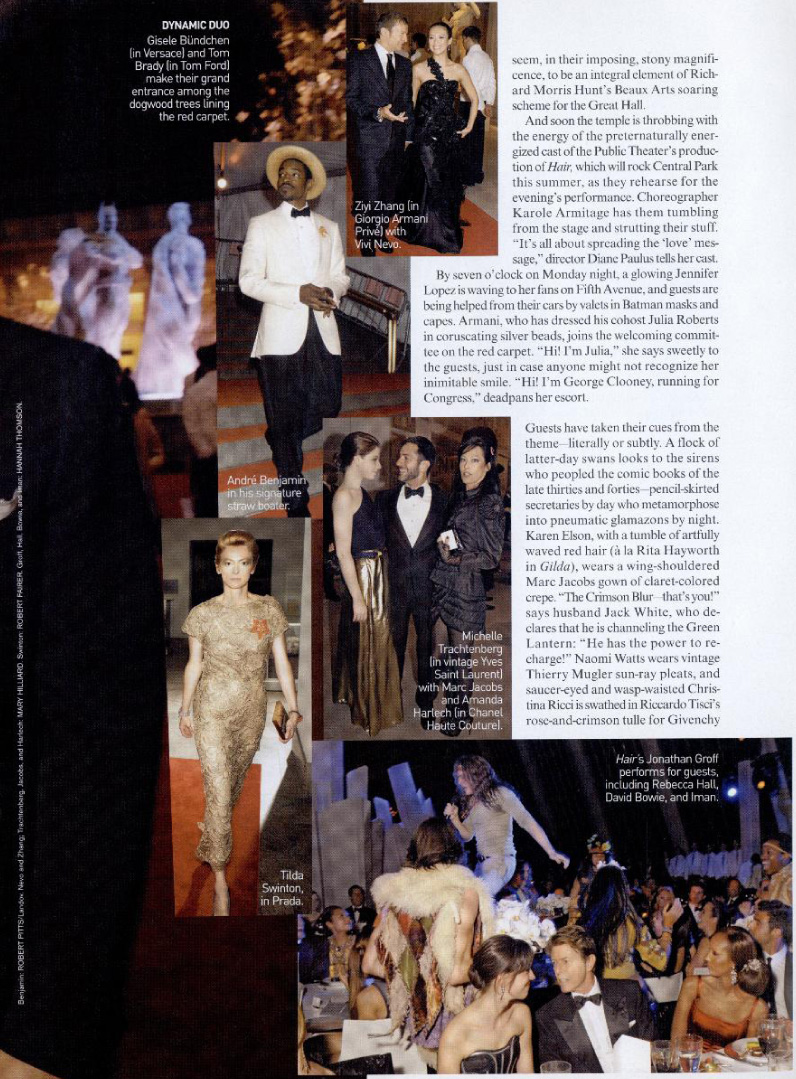 DYNAMIC DUO
Gisele Bündchen
(in Versace) and Tom
Brady (in Tom Ford)
make their grand
entrance among the
dogwood trees lining
the red carpet.
Ziyi Zhang (in
Giorgio Armani
Privé) with
Vivi Nevo.
André Benjamin
in his signature
straw boater.
Michelle
Trachtenberg
(in vintage Yves
Saint Laurent)
with Marc Jacobs
and Amanda
Harlech (in Chanel
Haute Couture).
Tilda
Swinton,
in Prada.
seem, in their imposing, stony magnifi-
cence, to be an integral element of Rich-
ard Morris Hunt's Beaux Arts soaring
scheme for the Great Hall.
And soon the temple is throbbing with
the energy of the preternaturally ener-
gized cast of the Public Theater's produc-
tion of Hair, which will rock Central Park
this summer, as they rehearse for the
evening's performance. Choreographer
Karole Armitage has them tumbling
from the stage and strutting their stuff.
"It's all about spreading the 'love' mes-
sage," director Diane Paulus tells her cast.
By seven o'clock on Monday night, a glowing Jennifer
Lopez is waving to her fans on Fifth Avenue, and guests are
being helped from their cars by valets in Batman masks and
capes. Armani, who has dressed his cohost Julia Roberts
in coruscating silver beads, joins the welcoming commit-
tee on the red carpet. "Hi! I'm Julia," she says sweetly to
the guests, just in case anyone might not recognize her
inimitable smile. "Hi! I'm George Clooney, running for
Congress," deadpans her escort.
Guests have taken their cues from the
theme—literally or subtly. A flock of
latter-day swans looks to the sirens
who peopled the comic books of the
late thirties and forties—pencil-skirted
secretaries by day who metamorphose
into pneumatic glamazons by night.
Karen Elson, with a tumble of artfully
waved red hair (à la Rita Hayworth
in Gilda), wears a wing-shouldered
Marc Jacobs gown of claret-colored
crepe. "The Crimson Blur—that's you!"
says husband Jack White, who de-
clares that he is channeling the Green
Lantern: "He has the power to re-
charge!" Naomi Watts wears vintage
Thierry Mugler sun-ray pleats, and
saucer-eyed and wasp-waisted Chris-
tina Ricci is swathed in Riccardo Tisci's
rose-and-crimson tulle for Givenchy
Hair's Jonathan Groff
performs for guests,
including Rebecca Hall,
David Bowie, and Iman.
Benjamin: ROBERT PITTS/Landov. Nevo and Zhang, Trachtenberg, Jacobs, and Harlech: MARY HILLIARD. Swinton: ROBERT FAIRER. Groff, Hall, Bowie, and Iman: HANNAH THOMSON.